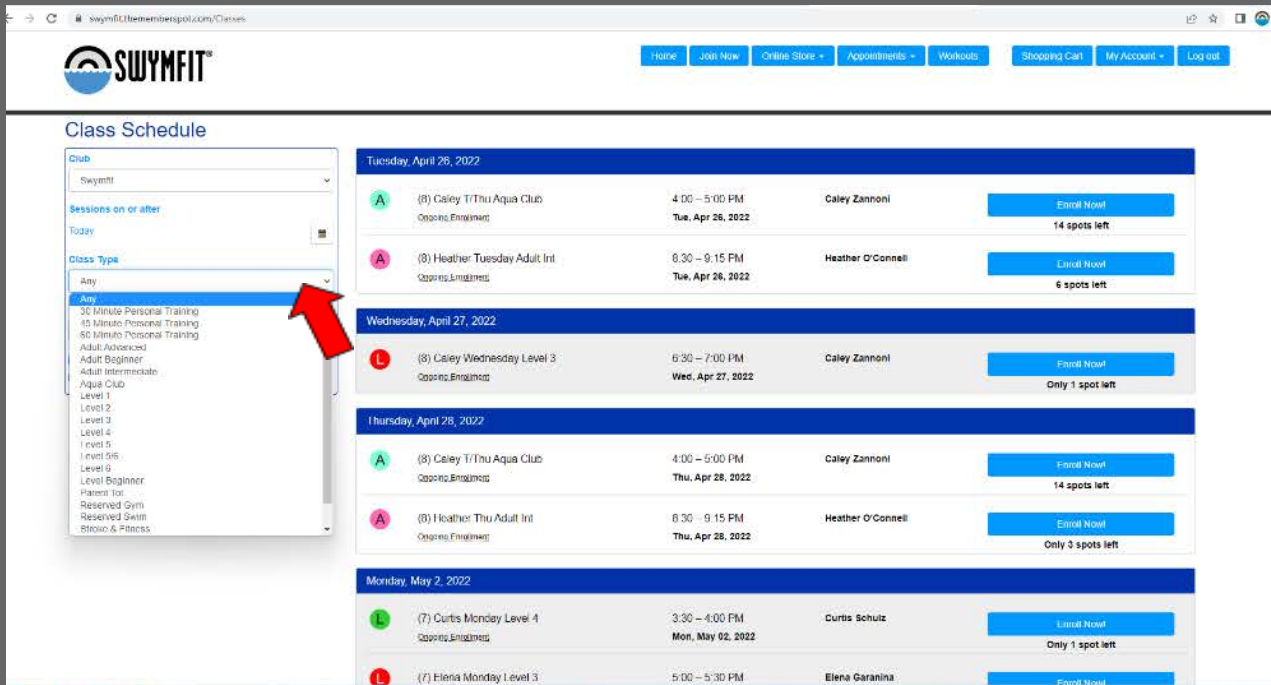 swymfit.thememberspot.com/Classes
SWYMFIT®
Home Join Now Online Store Appointments Workouts Shopping Cart My Account Log out
Class Schedule
Club
Swymfit
Sessions on or after
Today
Class Type
Any
Any
30 Minute Personal Training
45 Minute Personal Training
60 Minute Personal Training
Adult Advanced
Adult Beginner
Adult Intermediate
Aqua Club
Level 1
Level 2
Level 3
Level 4
Level 5
Level 5/6
Level 6
Level Beginner
Parent Tot
Reserved Gym
Reserved Swim
Stroke & Fitness
Tuesday, April 26, 2022
A (8) Caley T/Thu Aqua Club 4:00 – 5:00 PM Caley Zannoni Enroll Now!
Ongoing Enrollment Tue, Apr 26, 2022 14 spots left
A (8) Heather Tuesday Adult Int 8:30 – 9:15 PM Heather O'Connell Enroll Now!
Ongoing Enrollment Tue, Apr 26, 2022 6 spots left
Wednesday, April 27, 2022
L (8) Caley Wednesday Level 3 6:30 – 7:00 PM Caley Zannoni Enroll Now!
Ongoing Enrollment Wed, Apr 27, 2022 Only 1 spot left
Thursday, April 28, 2022
A (8) Caley T/Thu Aqua Club 4:00 – 5:00 PM Caley Zannoni Enroll Now!
Ongoing Enrollment Thu, Apr 28, 2022 14 spots left
A (8) Heather Thu Adult Int 8:30 – 9:15 PM Heather O'Connell Enroll Now!
Ongoing Enrollment Thu, Apr 28, 2022 Only 3 spots left
Monday, May 2, 2022
L (7) Curtis Monday Level 4 3:30 – 4:00 PM Curtis Schulz Enroll Now!
Ongoing Enrollment Mon, May 02, 2022 Only 1 spot left
L (7) Elena Monday Level 3 5:00 – 5:30 PM Elena Garanina Enroll Now!